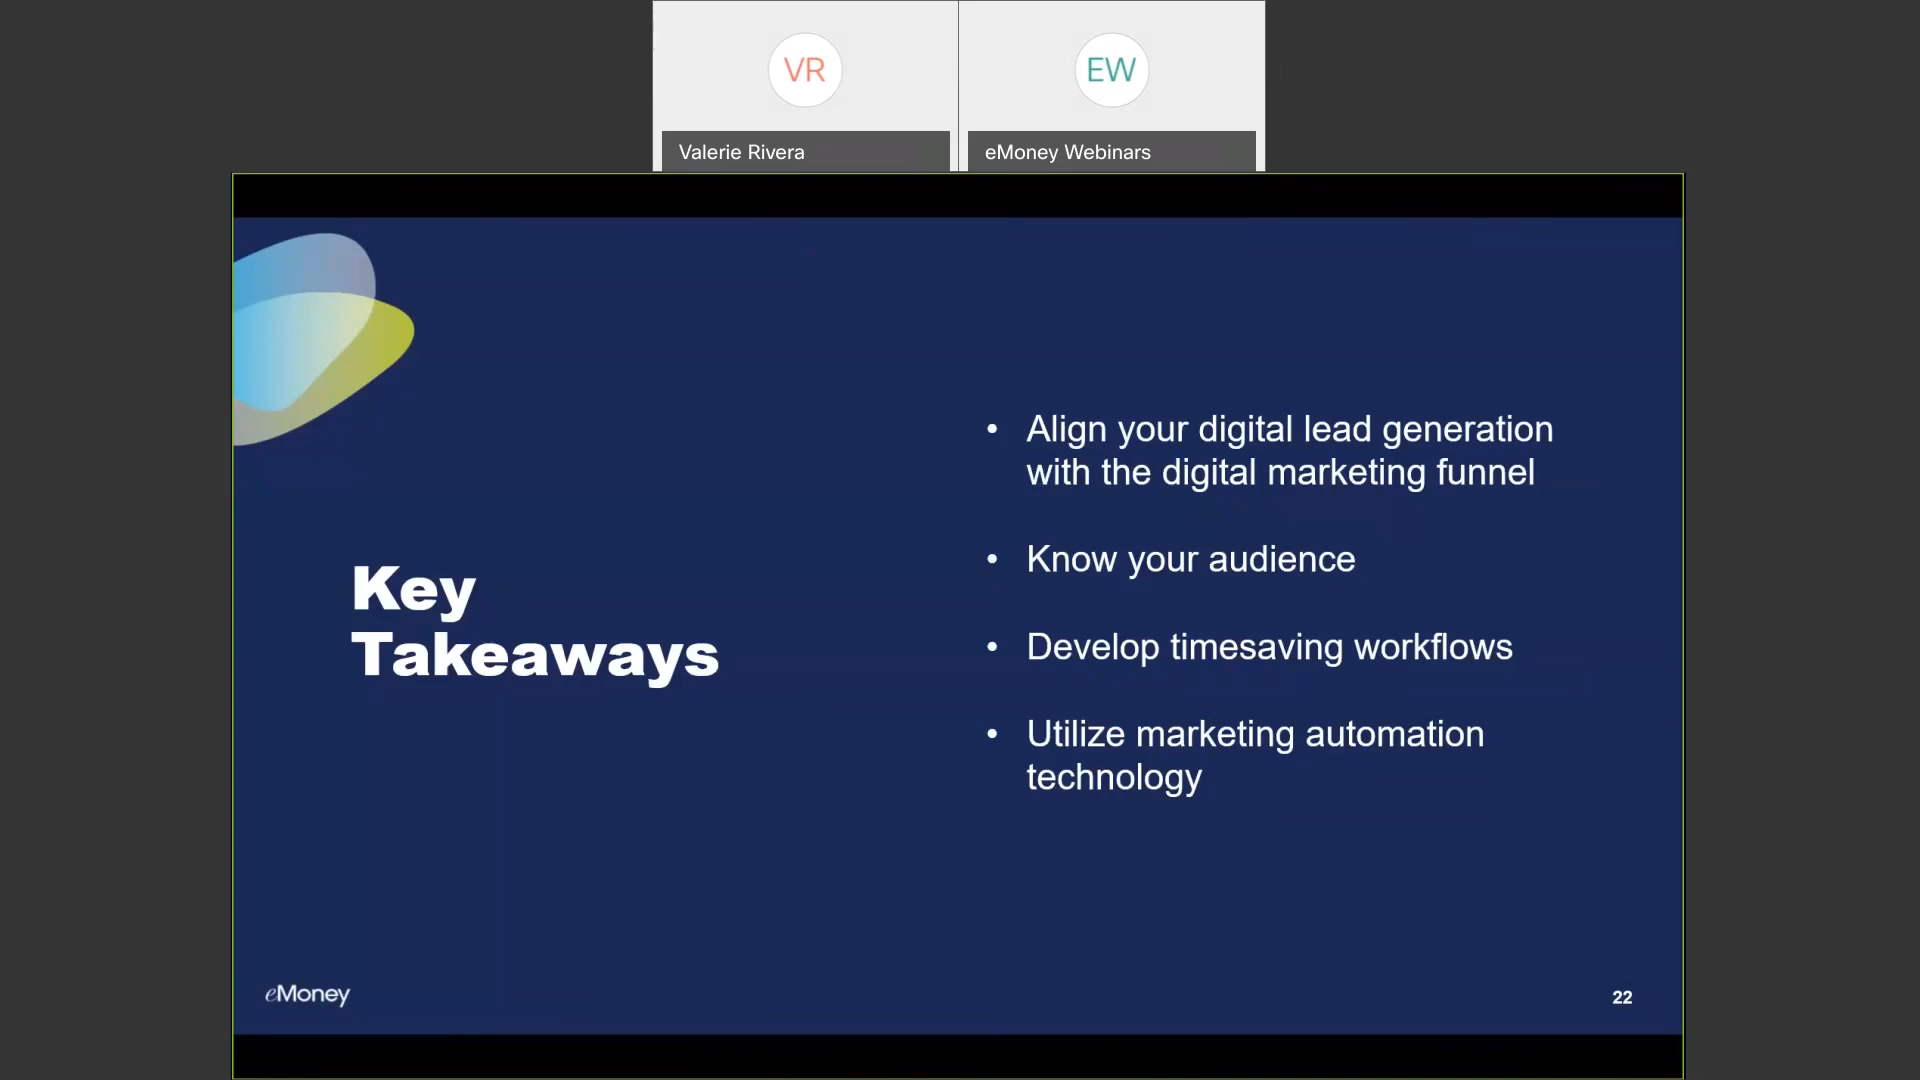 VR
EW
Valerie Rivera
eMoney Webinars
Key
Takeaways
• Align your digital lead generation
with the digital marketing funnel
• Know your audience
• Develop timesaving workflows
• Utilize marketing automation
technology
eMoney
22